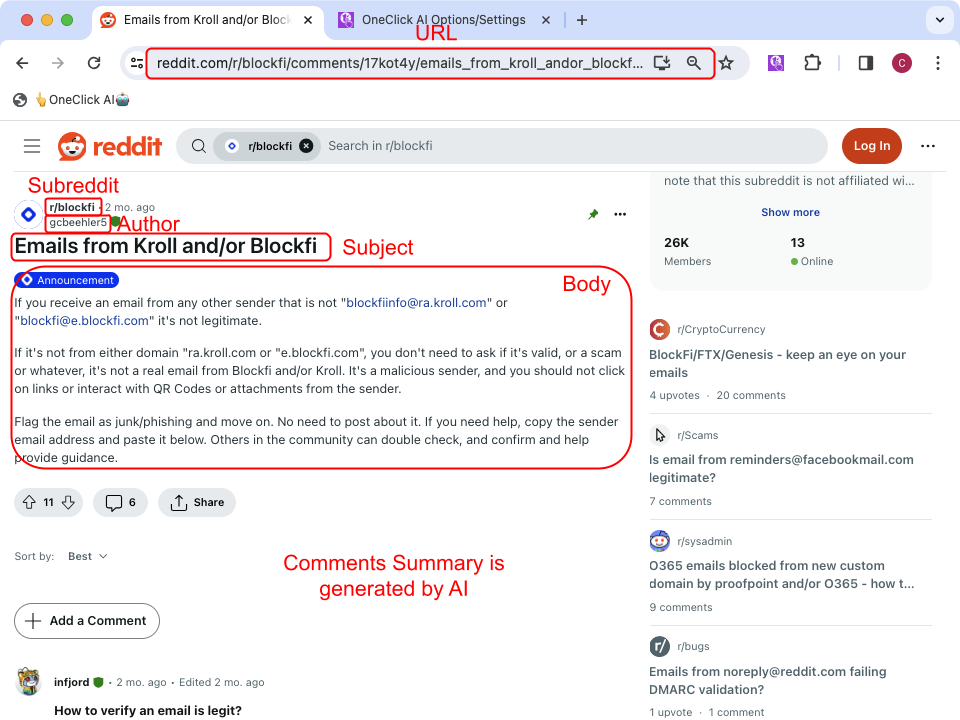 Emails from Kroll and/or Block
OneClick AI Options/Settings
URL
reddit.com/r/blockfi/comments/17kot4y/emails_from_kroll_andor_blockf...
C
👆OneClick AI🤖
reddit
r/blockfi
Search in r/blockfi
Log In
Subreddit
r/blockfi • 2 mo. ago
gcbeehler5
Author
Emails from Kroll and/or Blockfi
Subject
Announcement
Body
If you receive an email from any other sender that is not "blockfiinfo@ra.kroll.com" or
"blockfi@e.blockfi.com" it's not legitimate.
If it's not from either domain "ra.kroll.com or "e.blockfi.com", you don't need to ask if it's valid, or a scam
or whatever, it's not a real email from Blockfi and/or Kroll. It's a malicious sender, and you should not click
on links or interact with QR Codes or attachments from the sender.
Flag the email as junk/phishing and move on. No need to post about it. If you need help, copy the sender
email address and paste it below. Others in the community can double check, and confirm and help
provide guidance.
11
6
Share
Sort by: Best
Comments Summary is
generated by AI
Add a Comment
infjord • 2 mo. ago • Edited 2 mo. ago
How to verify an email is legit?
note that this subreddit is not affiliated wi...
Show more
26K
13
Members
Online
r/CryptoCurrency
BlockFi/FTX/Genesis - keep an eye on your
emails
4 upvotes · 20 comments
r/Scams
Is email from reminders@facebookmail.com
legitimate?
7 comments
r/sysadmin
O365 emails blocked from new custom
domain by proofpoint and/or O365 - how t...
9 comments
r/bugs
Emails from noreply@reddit.com failing
DMARC validation?
1 upvote · 1 comment